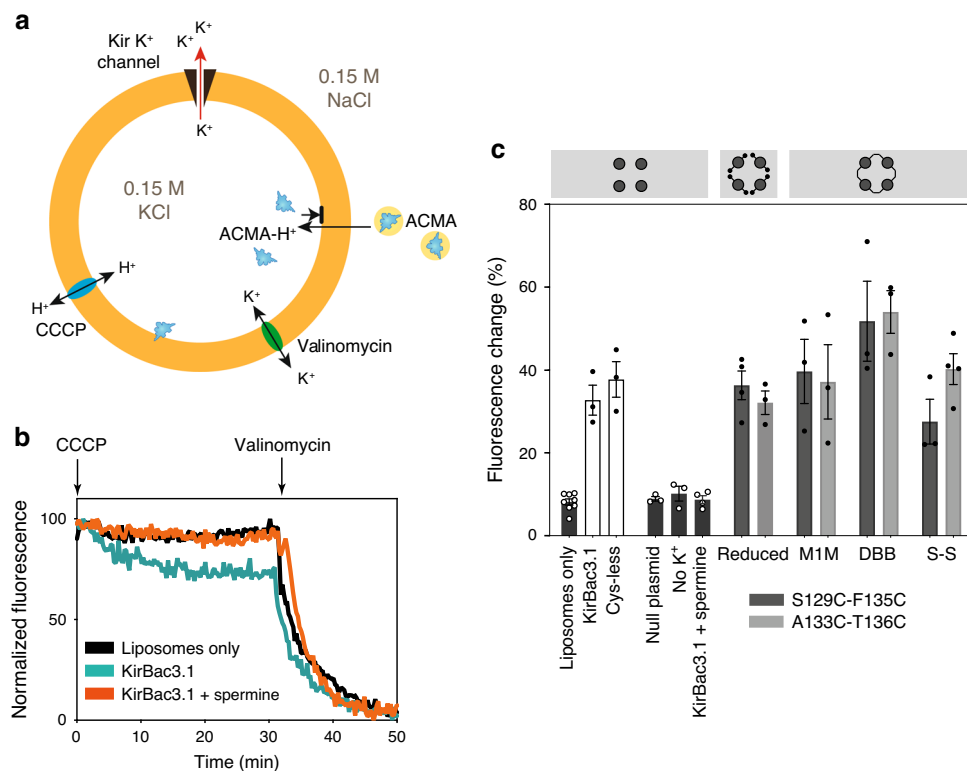 a
Kir K+
channel
K+ K+
K+
0.15 M
NaCl
0.15 M
KCl
ACMA-H+
ACMA
H+
H+
CCCP
K+
K+
Valinomycin
b
CCCP
Valinomycin
Normalized fluorescence
100
50
0
Liposomes only
KirBac3.1
KirBac3.1 + spermine
0 10 20 30 40 50
Time (min)
c
Fluorescence change (%)
80
60
40
20
0
Liposomes only
KirBac3.1
Cys-less
Null plasmid
No K+
KirBac3.1 + spermine
Reduced M1M DBB S-S
S129C-F135C
A133C-T136C